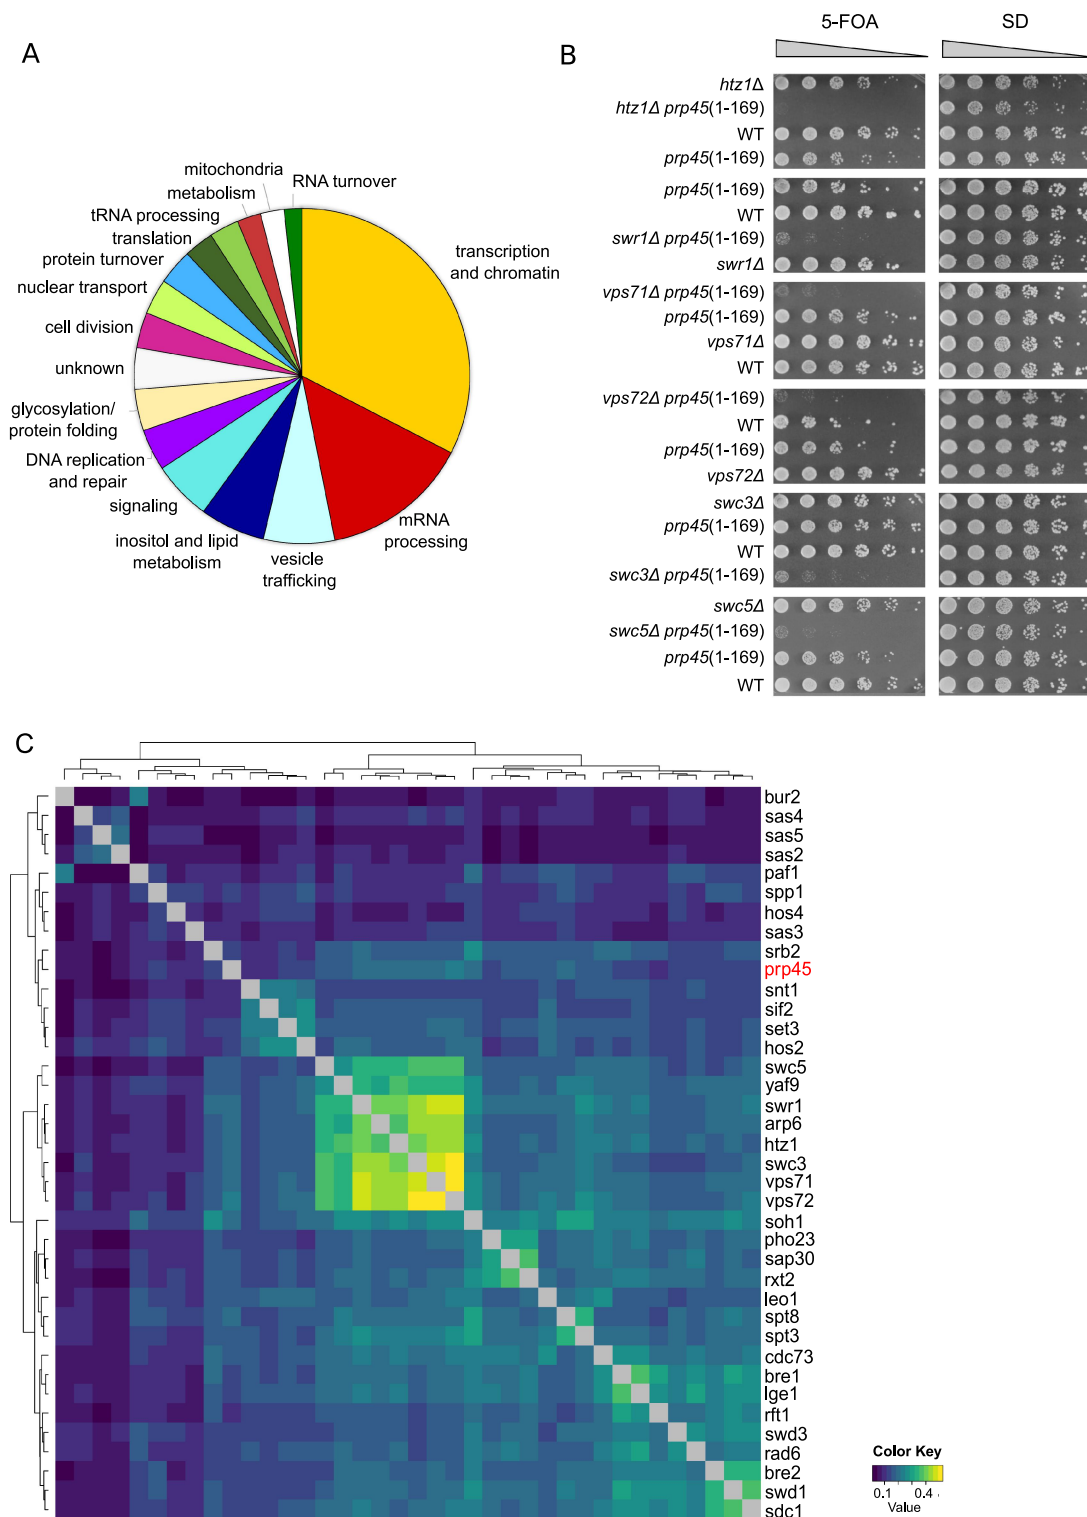 A
mitochondria
metabolism
RNA turnover
tRNA processing
translation
protein turnover
nuclear transport
cell division
unknown
glycosylation/
protein folding
DNA replication
and repair
signaling
inositol and lipid
metabolism
vesicle
trafficking
mRNA
processing
transcription
and chromatin
B
5-FOA SD
htz1Δ
htz1Δ prp45(1-169)
WT
prp45(1-169)
prp45(1-169)
WT
swr1Δ prp45(1-169)
swr1Δ
vps71Δ prp45(1-169)
prp45(1-169)
vps71Δ
WT
vps72Δ prp45(1-169)
WT
prp45(1-169)
vps72Δ
swc3Δ
prp45(1-169)
WT
swc3Δ prp45(1-169)
swc5Δ
swc5Δ prp45(1-169)
prp45(1-169)
WT
C
bur2
sas4
sas5
sas2
paf1
spp1
hos4
sas3
srb2
prp45
snt1
sif2
set3
hos2
swc5
yaf9
swr1
arp6
htz1
swc3
vps71
vps72
soh1
pho23
sap30
rxt2
leo1
spt8
spt3
cdc73
bre1
lge1
rft1
swd3
rad6
bre2
swd1
sdc1
Color Key
0.1 0.4
Value